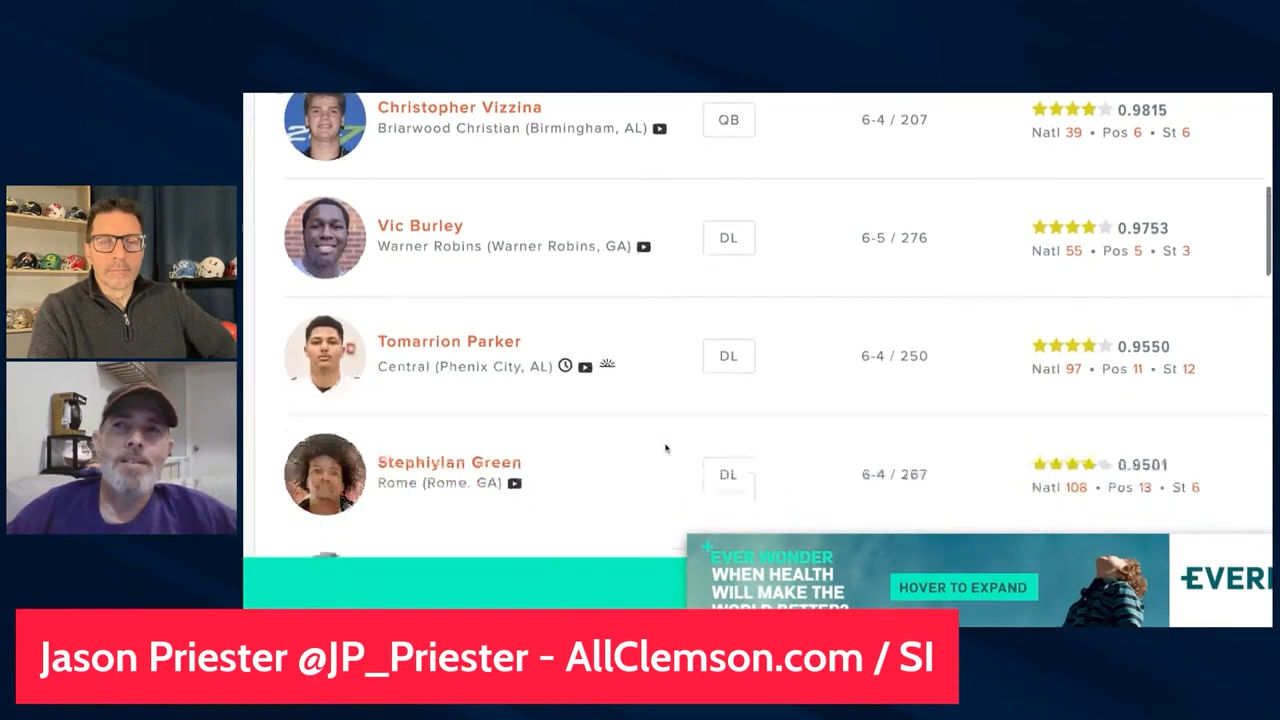 Christopher Vizzina
Briarwood Christian (Birmingham, AL)
QB
6-4 / 207
0.9815
Natl 39 • Pos 6 • St 6
Vic Burley
Warner Robins (Warner Robins, GA)
DL
6-5 / 276
0.9753
Natl 55 • Pos 5 • St 3
Tomarrion Parker
Central (Phenix City, AL)
DL
6-4 / 250
0.9550
Natl 97 • Pos 11 • St 12
Stephiylan Green
Rome (Rome, GA)
DL
6-4 / 267
0.9501
Natl 108 • Pos 13 • St 6
EVER WONDER
WHEN HEALTH
WILL MAKE THE
WORLD BETTER?
HOVER TO EXPAND
Jason Priester @JP_Priester - AllClemson.com / SI